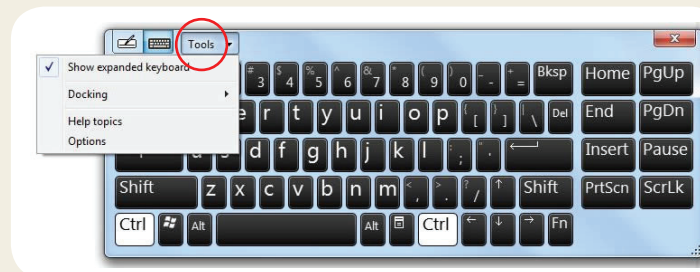 Tools
Show expanded keyboard
# 3 $ 4 % 5 ^ 6 & 7 * 8 ( 9 ) 0 _ - + = Bksp Home PgUp
Docking
r t y u i o p { [ } ] | \ Del End PgDn
Help topics
Options
d f g h j k l : ; " ' Insert Pause
Shift z x c v b n m < , > . ? / ↑ Shift PrtScn ScrLk
Ctrl Alt Alt Ctrl ← ↓ → Fn